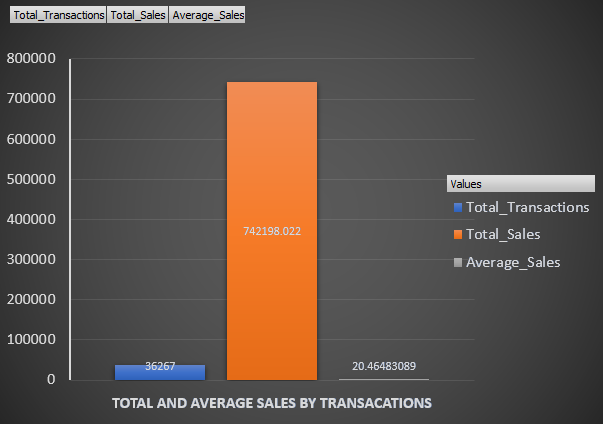 Total_Transactions Total_Sales Average_Sales
800000
700000
600000
500000
400000
300000
200000
100000
0
742198.022
36267
20.46483089
Values
Total_Transactions
Total_Sales
Average_Sales
TOTAL AND AVERAGE SALES BY TRANSACATIONS